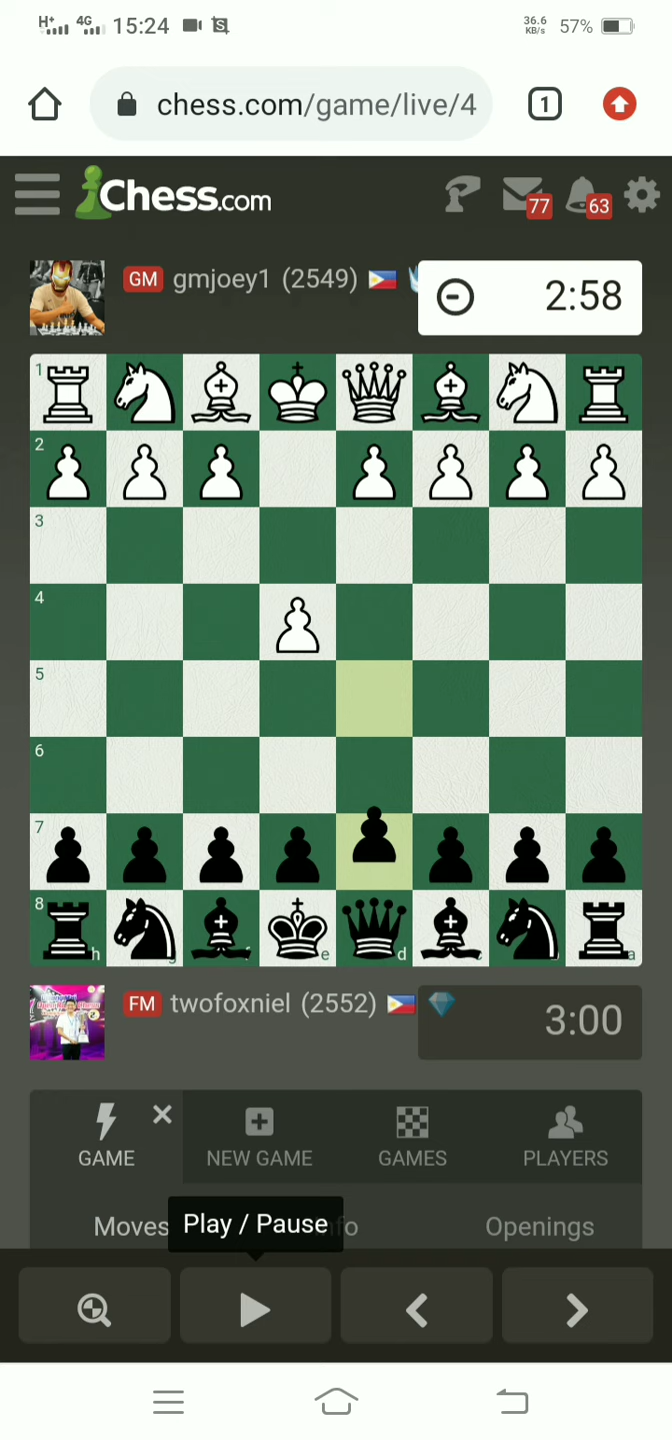 H+ 4G 15:24 S 36.6 KB/s 57%
chess.com/game/live/4 1
Chess.com 77 63
GM gmjoey1 (2549) 2:58
1
2
3
4
5
6
7
8 h g f e d c b a
FM twofoxniel (2552) 3:00
GAME NEW GAME GAMES PLAYERS
Moves Play / Pause nfo Openings